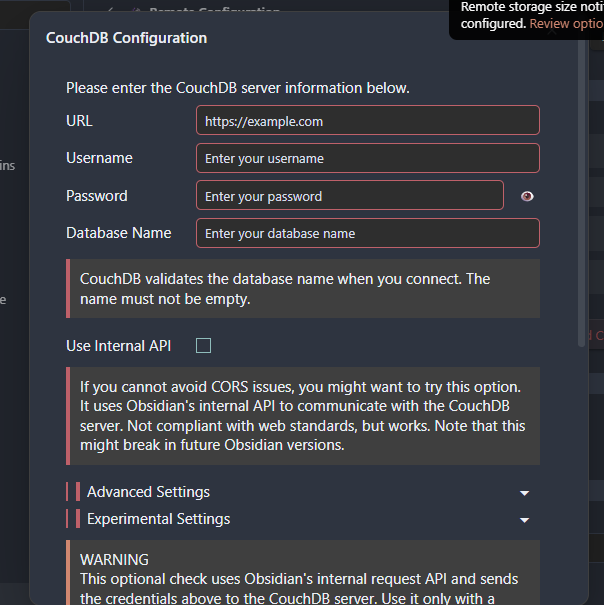 Remote Configuration
Remote storage size noti
configured. Review optio
CouchDB Configuration
Please enter the CouchDB server information below.
URL
https://example.com
Username
Enter your username
ins
Password
Enter your password
Database Name
Enter your database name
CouchDB validates the database name when you connect. The
name must not be empty.
e
Use Internal API
d C
If you cannot avoid CORS issues, you might want to try this option.
It uses Obsidian's internal API to communicate with the CouchDB
server. Not compliant with web standards, but works. Note that this
might break in future Obsidian versions.
Advanced Settings
Experimental Settings
WARNING
This optional check uses Obsidian's internal request API and sends
the credentials above to the CouchDB server. Use it only with a